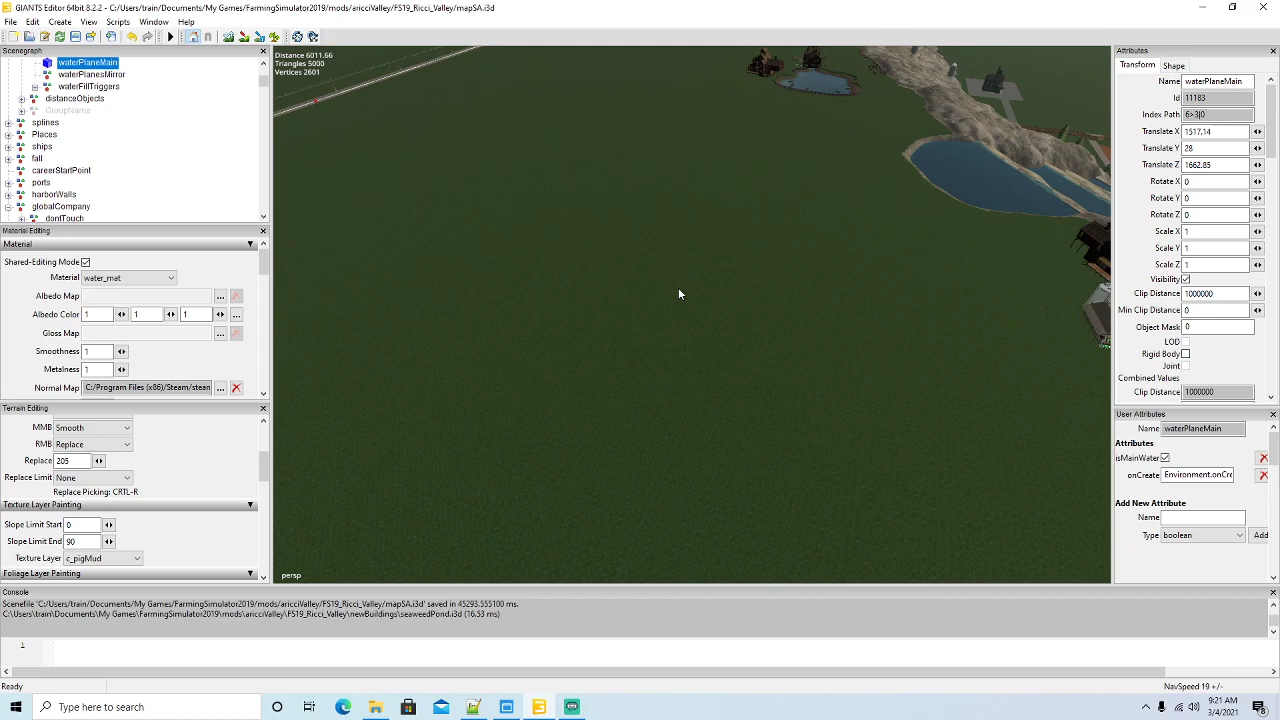 GIANTS Editor 64bit 8.2.2 - C:/Users/train/Documents/My Games/FarmingSimulator2019/mods/aricciValley/FS19_Ricci_Valley/mapSA.i3d
File Edit Create View Scripts Window Help
Scenegraph
waterPlaneMain
waterPlanesMirror
waterFillTriggers
distanceObjects
GroupName
splines
Places
ships
fall
careerStartPoint
ports
harborWalls
globalCompany
dontTouch
Material Editing
Material
Shared-Editing Mode
Material water_mat
Albedo Map ...
Albedo Color 1 1 1 ...
Gloss Map ...
Smoothness 1
Metalness 1
Normal Map C:/Program Files (x86)/Steam/stean ...
Terrain Editing
MMB Smooth
RMB Replace
Replace 205
Replace Limit None
Replace Picking: CRTL-R
Texture Layer Painting
Slope Limit Start 0
Slope Limit End 90
Texture Layer c_pigMud
Foliage Layer Painting
Distance 6011.66
Triangles 5000
Vertices 2601
persp
Attributes
Transform Shape
Name waterPlaneMain
Id 11183
Index Path 6>3|0
Translate X 1517.14
Translate Y 28
Translate Z 1662.85
Rotate X 0
Rotate Y 0
Rotate Z 0
Scale X 1
Scale Y 1
Scale Z 1
Visibility
Clip Distance 1000000
Min Clip Distance 0
Object Mask 0
LOD
Rigid Body
Joint
Combined Values
Clip Distance 1000000
User Attributes
Name waterPlaneMain
Attributes
isMainWater
onCreate Environment.onCre
Add New Attribute
Name
Type boolean Add
Console
Scenefile 'C:/Users/train/Documents/My Games/FarmingSimulator2019/mods/aricciValley/FS19_Ricci_Valley/mapSA.i3d' saved in 45293.555100 ms.
C:\Users\train\Documents\My Games\FarmingSimulator2019\mods\aricciValley\FS19_Ricci_Valley\newBuildings\seaweedPond.i3d (16.53 ms)
1
Ready
NavSpeed 19 +/-
Type here to search
9:21 AM
3/4/2021
2